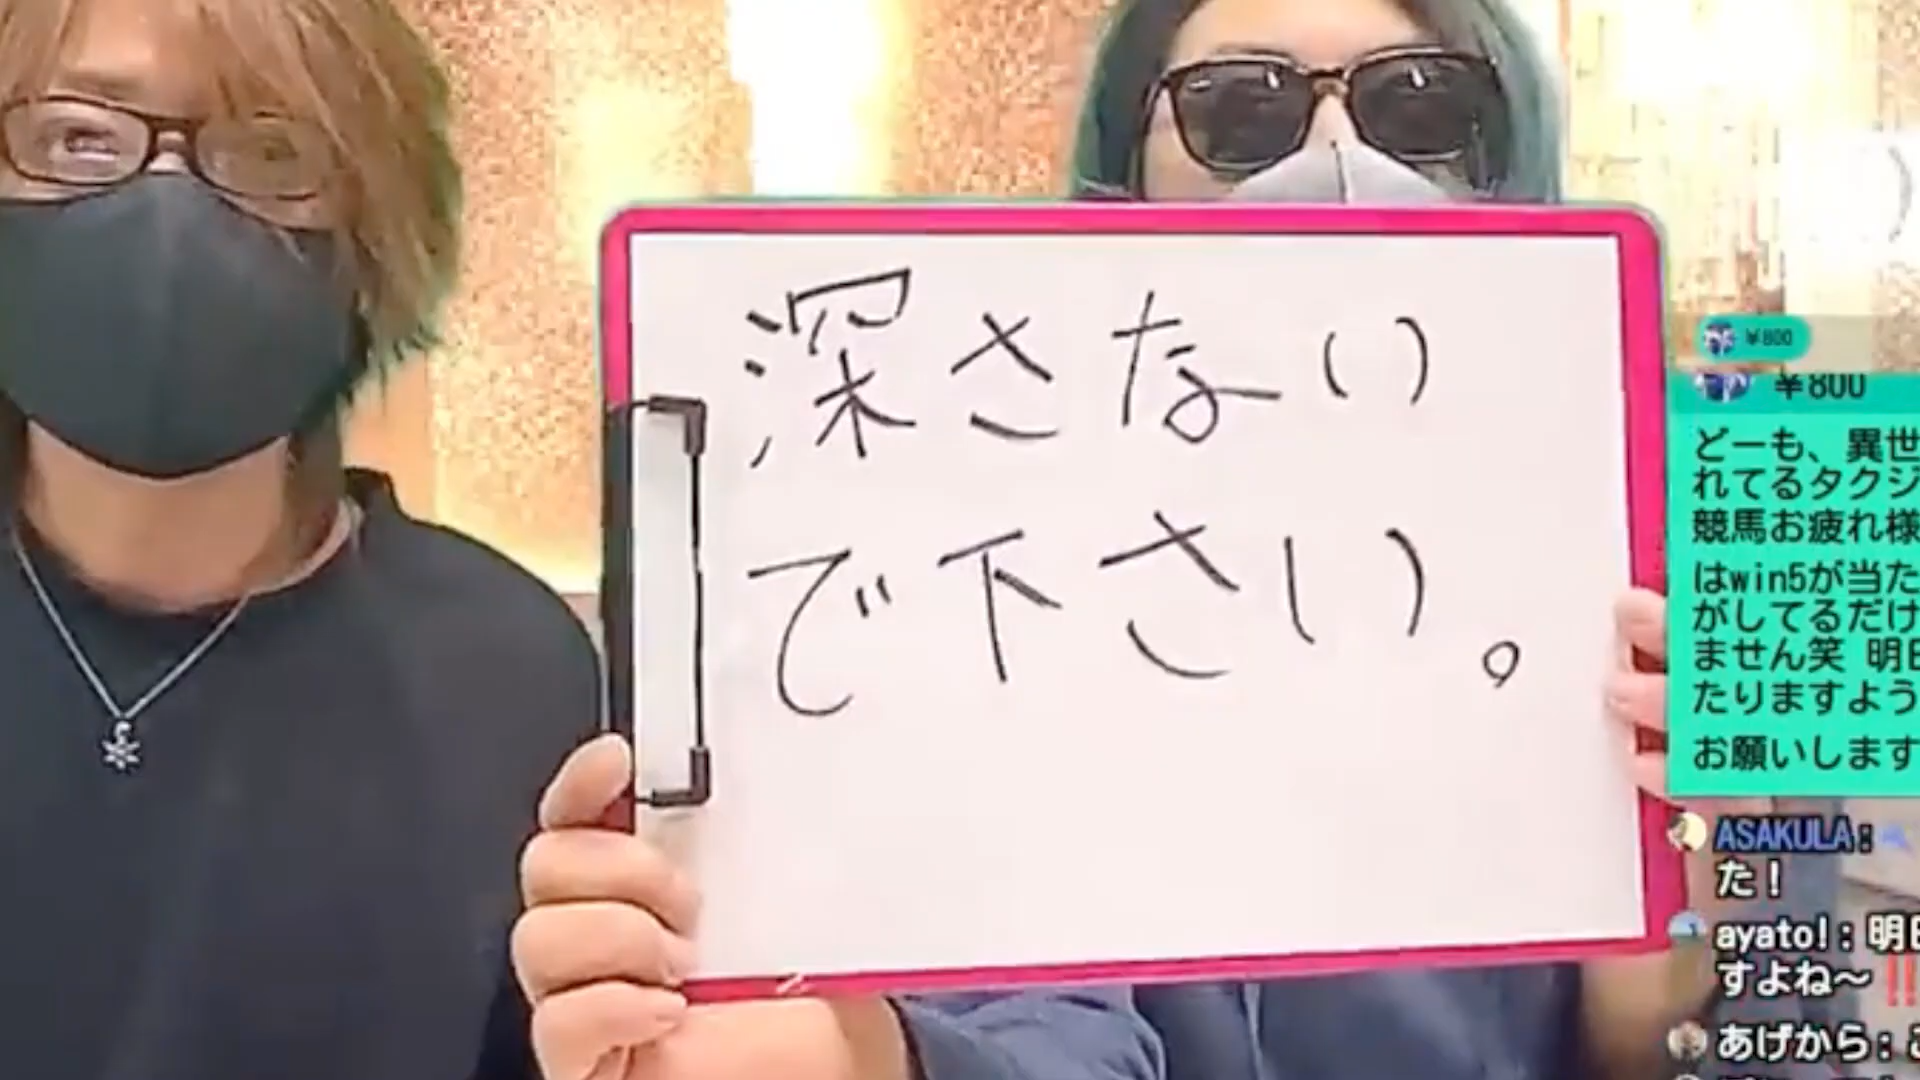 深さない
で下さい。
¥800
¥800
どーも、異世
れてるタクシ
競馬お疲れ様
はwin5が当た
がしてるだけ
ません笑 明日
たりますよう
お願いします
ASAKULA:
た!
ayato!: 明日
すよね〜‼
あげから:こ